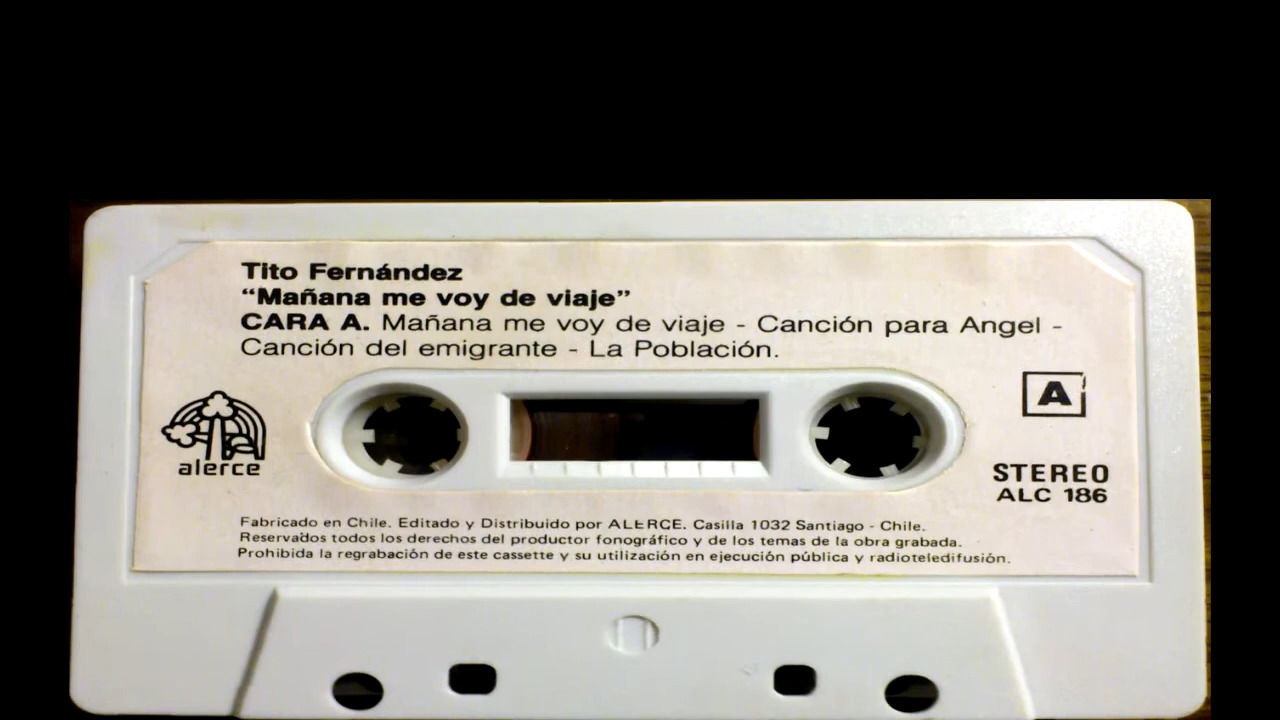 Tito Fernández
“Mañana me voy de viaje”
CARA A. Mañana me voy de viaje - Canción para Angel -
Canción del emigrante - La Población.
A
alerce
STEREO
ALC 186
Fabricado en Chile. Editado y Distribuido por ALERCE. Casilla 1032 Santiago - Chile.
Reservados todos los derechos del productor fonográfico y de los temas de la obra grabada.
Prohibida la regrabación de este cassette y su utilización en ejecución pública y radioteledifusión.